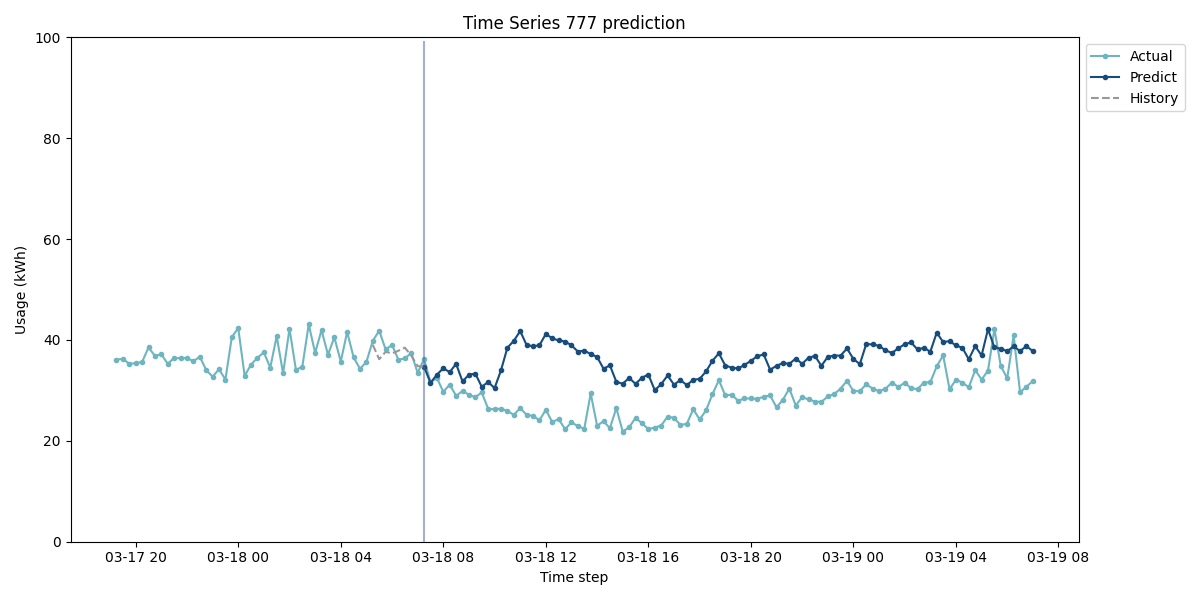 Time Series 777 prediction
Actual
Predict
History
Usage (kWh)
100
80
60
40
20
0
03-17 20
03-18 00
03-18 04
03-18 08
03-18 12
03-18 16
03-18 20
03-19 00
03-19 04
03-19 08
Time step